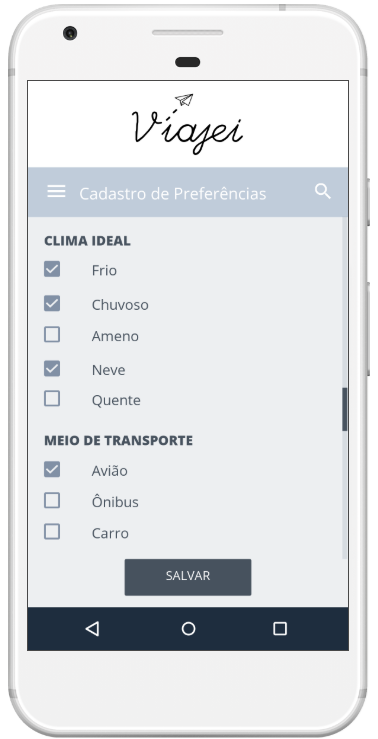 Viajei
Cadastro de Preferências
CLIMA IDEAL
Frio
Chuvoso
Ameno
Neve
Quente
MEIO DE TRANSPORTE
Avião
Ônibus
Carro
SALVAR